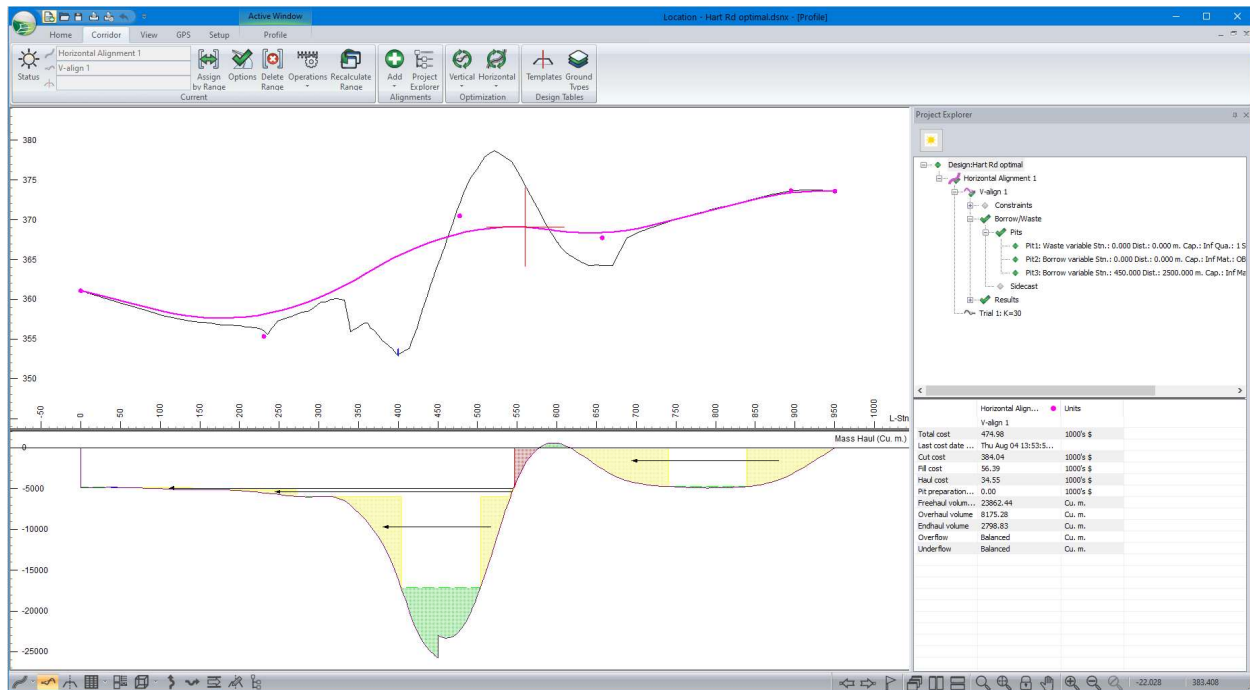 Active Window
Location - Hart Rd optimal.dsnx - [Profile]
Home Corridor View GPS Setup Profile
Horizontal Alignment 1
V-align 1
Status
Assign by Range
Options
Delete Range
Operations
Recalculate Range
Add
Project Explorer
Vertical
Horizontal
Templates
Ground Types
Current
Alignments
Optimization
Design Tables
380
375
370
365
360
355
350
-50 0 50 100 150 200 250 300 350 400 450 500 550 600 650 700 750 800 850 900 950 1000
L-Stn
Mass Haul (Cu. m.)
0
-5000
-10000
-15000
-20000
-25000
Project Explorer
Design:Hart Rd optimal
Horizontal Alignment 1
V-align 1
Constraints
Borrow/Waste
Pits
Pit1: Waste variable Stn.: 0.000 Dist.: 0.000 m. Cap.: Inf Qua.: 1 S
Pit2: Borrow variable Stn.: 0.000 Dist.: 0.000 m. Cap.: Inf Mat.: OB
Pit3: Borrow variable Stn.: 450.000 Dist.: 2500.000 m. Cap.: Inf Ma
Sidecast
Results
Trial 1: K=30
Horizontal Align... Units
V-align 1
Total cost 474.98 1000's $
Last cost date ... Thu Aug 04 13:53:5...
Cut cost 384.04 1000's $
Fill cost 56.39 1000's $
Haul cost 34.55 1000's $
Pit preparation... 0.00 1000's $
Freehaul volum... 23862.44 Cu. m.
Overhaul volume 8175.28 Cu. m.
Endhaul volume 2798.83 Cu. m.
Overflow Balanced Cu. m.
Underflow Balanced Cu. m.
-22.028 383.408